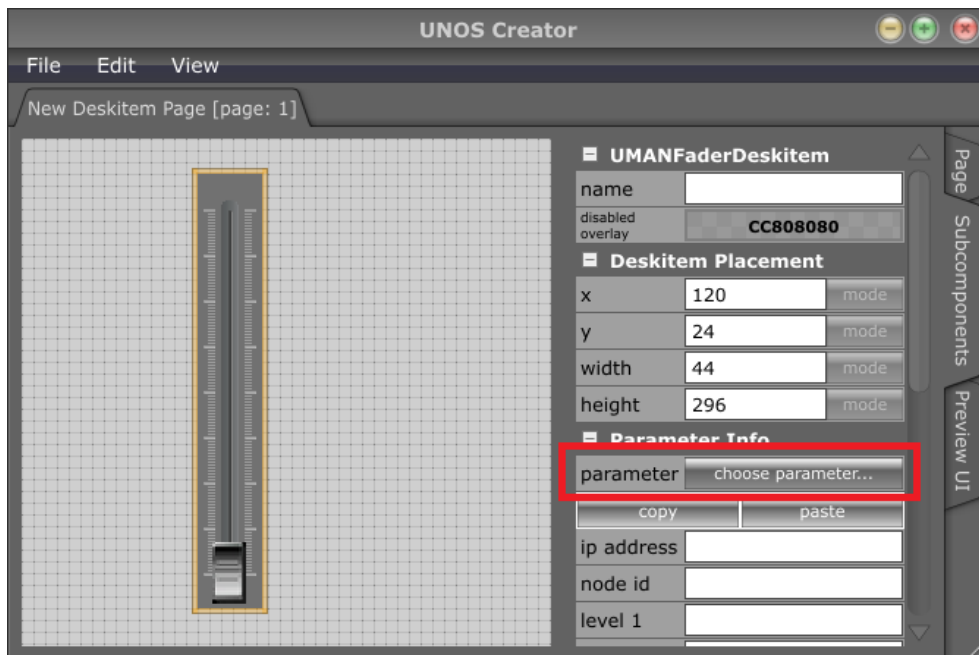 UNOS Creator
File Edit View
New Deskitem Page [page: 1]
UMANFaderDeskitem
name
disabled
overlay
CC808080
Deskitem Placement
x 120 mode
y 24 mode
width 44 mode
height 296 mode
Parameter Info
parameter choose parameter...
copy paste
ip address
node id
level 1
Page
Subcomponents
Preview UI